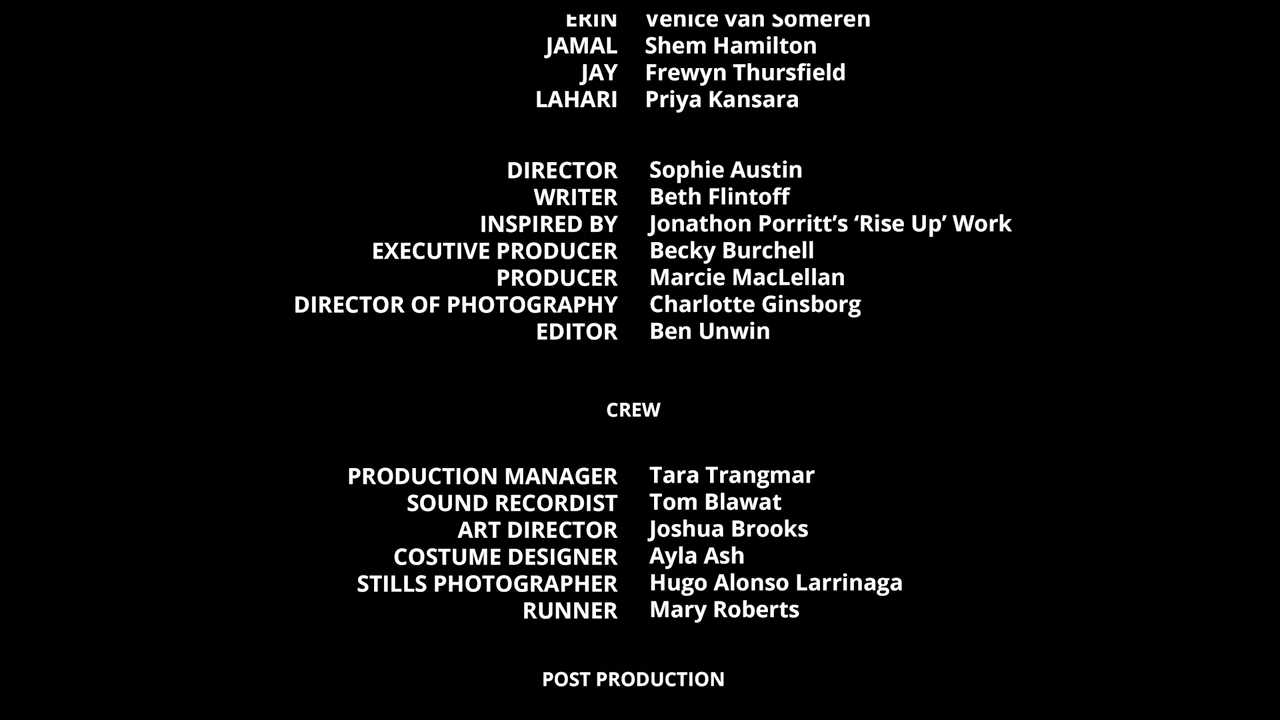 ERIN Venice van Someren
JAMAL Shem Hamilton
JAY Frewyn Thursfield
LAHARI Priya Kansara
DIRECTOR Sophie Austin
WRITER Beth Flintoff
INSPIRED BY Jonathon Porritt’s ‘Rise Up’ Work
EXECUTIVE PRODUCER Becky Burchell
PRODUCER Marcie MacLellan
DIRECTOR OF PHOTOGRAPHY Charlotte Ginsborg
EDITOR Ben Unwin
CREW
PRODUCTION MANAGER Tara Trangmar
SOUND RECORDIST Tom Blawat
ART DIRECTOR Joshua Brooks
COSTUME DESIGNER Ayla Ash
STILLS PHOTOGRAPHER Hugo Alonso Larrinaga
RUNNER Mary Roberts
POST PRODUCTION